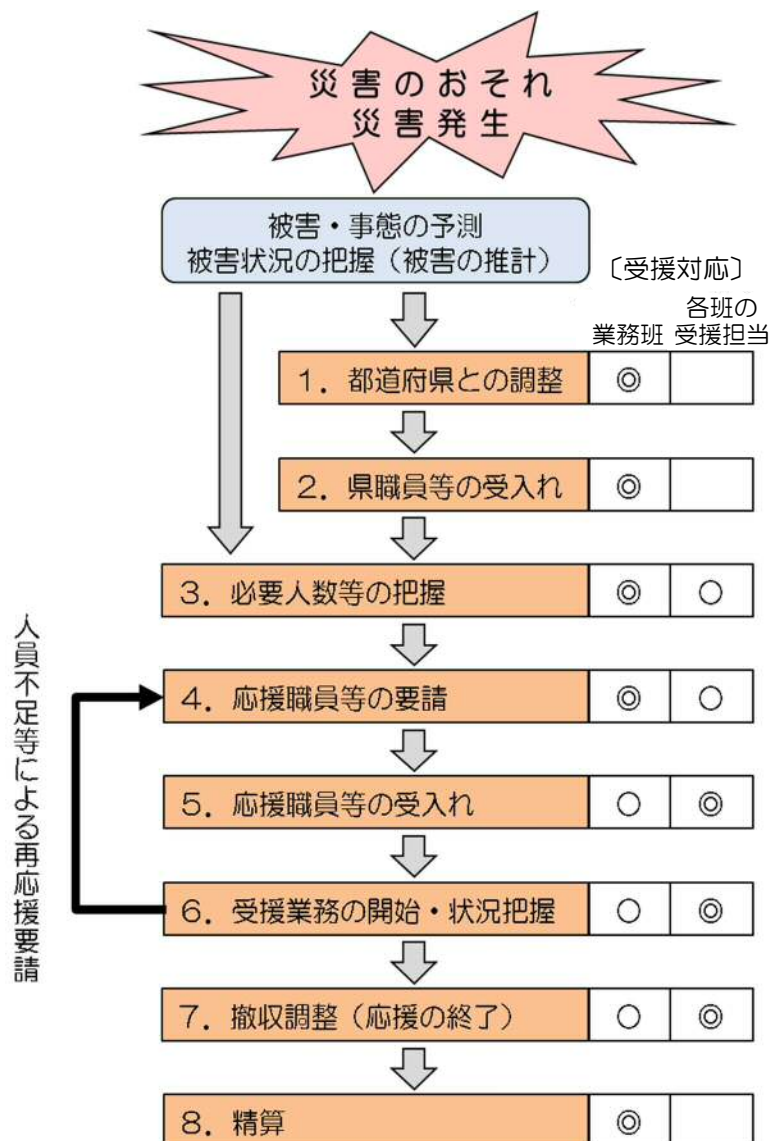 災害のおそれ
災害発生
被害・事態の予測
被害状況の把握（被害の推計）
〔受援対応〕
業務班
各班の
受援担当
1．都道府県との調整 ◎
2．県職員等の受入れ ◎
3．必要人数等の把握 ◎ ○
4．応援職員等の要請 ◎ ○
5．応援職員等の受入れ ○ ◎
6．受援業務の開始・状況把握 ○ ◎
7．撤収調整（応援の終了） ○ ◎
8．精算 ◎
人員不足等による再応援要請